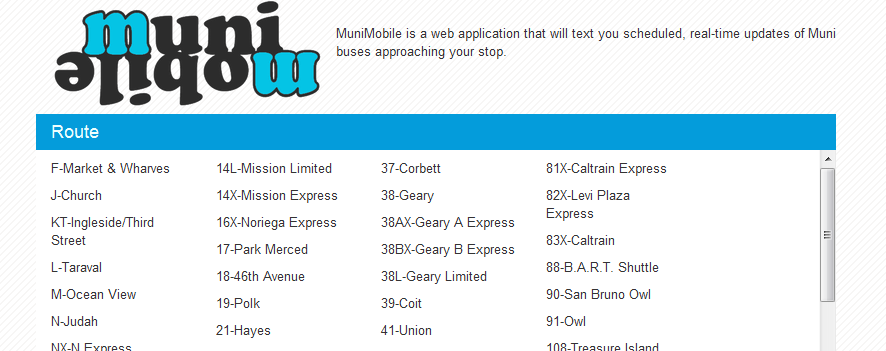 muni
mobile
MuniMobile is a web application that will text you scheduled, real-time updates of Muni
buses approaching your stop.
Route
F-Market & Wharves
J-Church
KT-Ingleside/Third
Street
L-Taraval
M-Ocean View
N-Judah
NX-N Express
14L-Mission Limited
14X-Mission Express
16X-Noriega Express
17-Park Merced
18-46th Avenue
19-Polk
21-Hayes
37-Corbett
38-Geary
38AX-Geary A Express
38BX-Geary B Express
38L-Geary Limited
39-Coit
41-Union
81X-Caltrain Express
82X-Levi Plaza
Express
83X-Caltrain
88-B.A.R.T. Shuttle
90-San Bruno Owl
91-Owl
108-Treasure Island